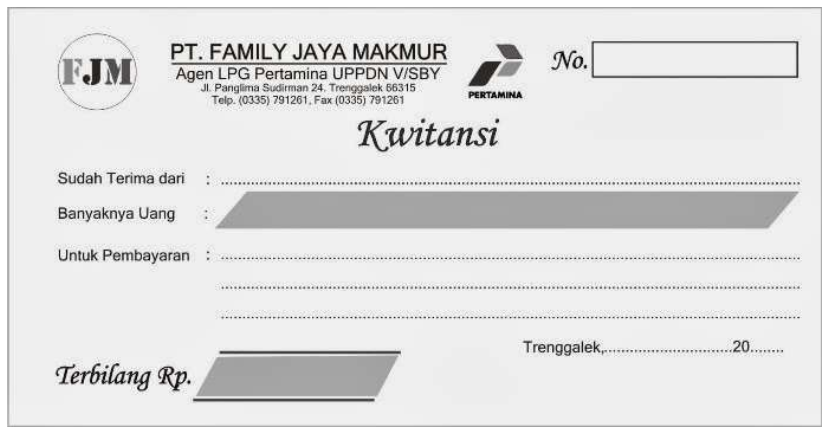 FJM
PT. FAMILY JAYA MAKMUR
Agen LPG Pertamina UPPDN V/SBY
Jl. Panglima Sudirman 24. Trenggalek 66315
Telp. (0335) 791261, Fax (0335) 791261
PERTAMINA
No.
Kwitansi
Sudah Terima dari : ........................................
Banyaknya Uang :
Untuk Pembayaran : ........................................
........................................
........................................
Trenggalek,................................20........
Terbilang Rp.